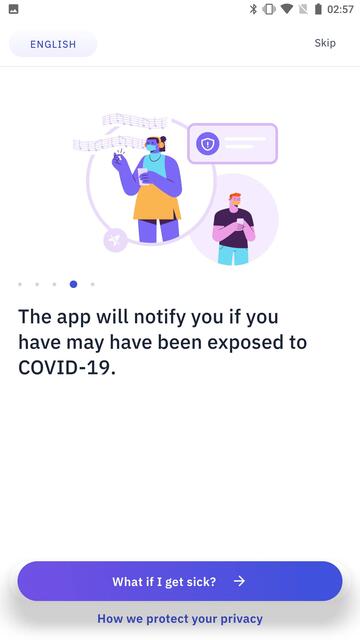 02:57
ENGLISH
Skip
The app will notify you if you
have may have been exposed to
COVID-19.
What if I get sick?
How we protect your privacy